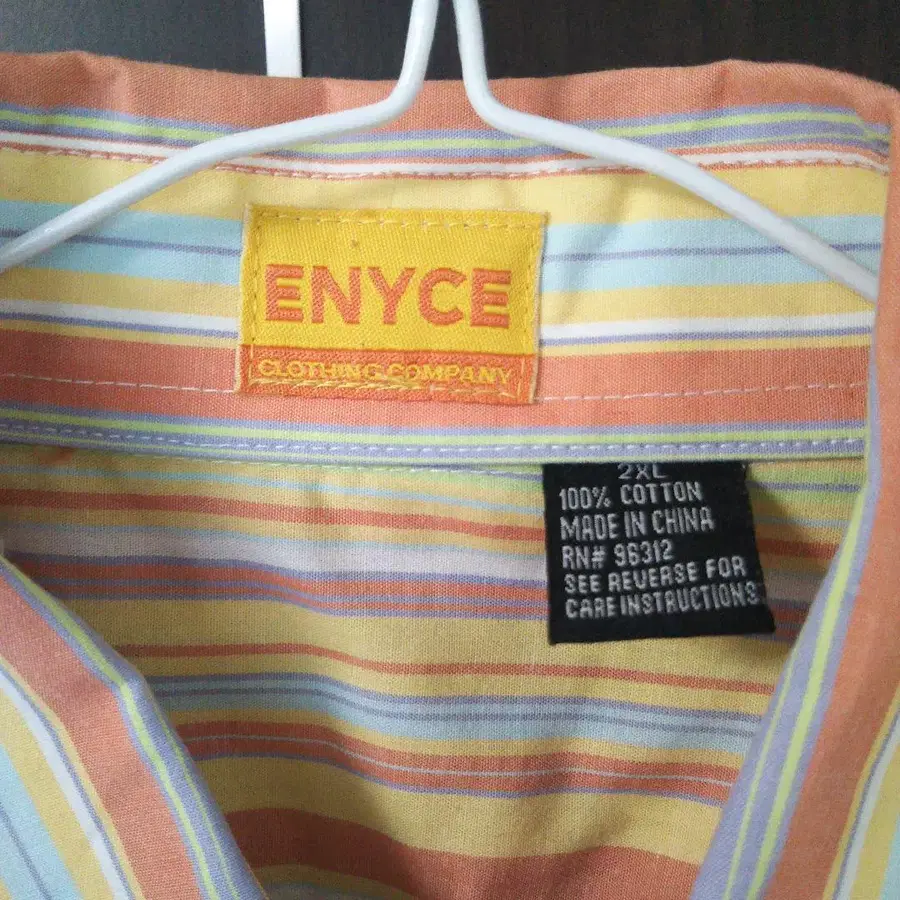 ENYCE
CLOTHING COMPANY
2XL
100% COTTON
MADE IN CHINA
RN# 96312
SEE REVERSE FOR
CARE INSTRUCTIONS